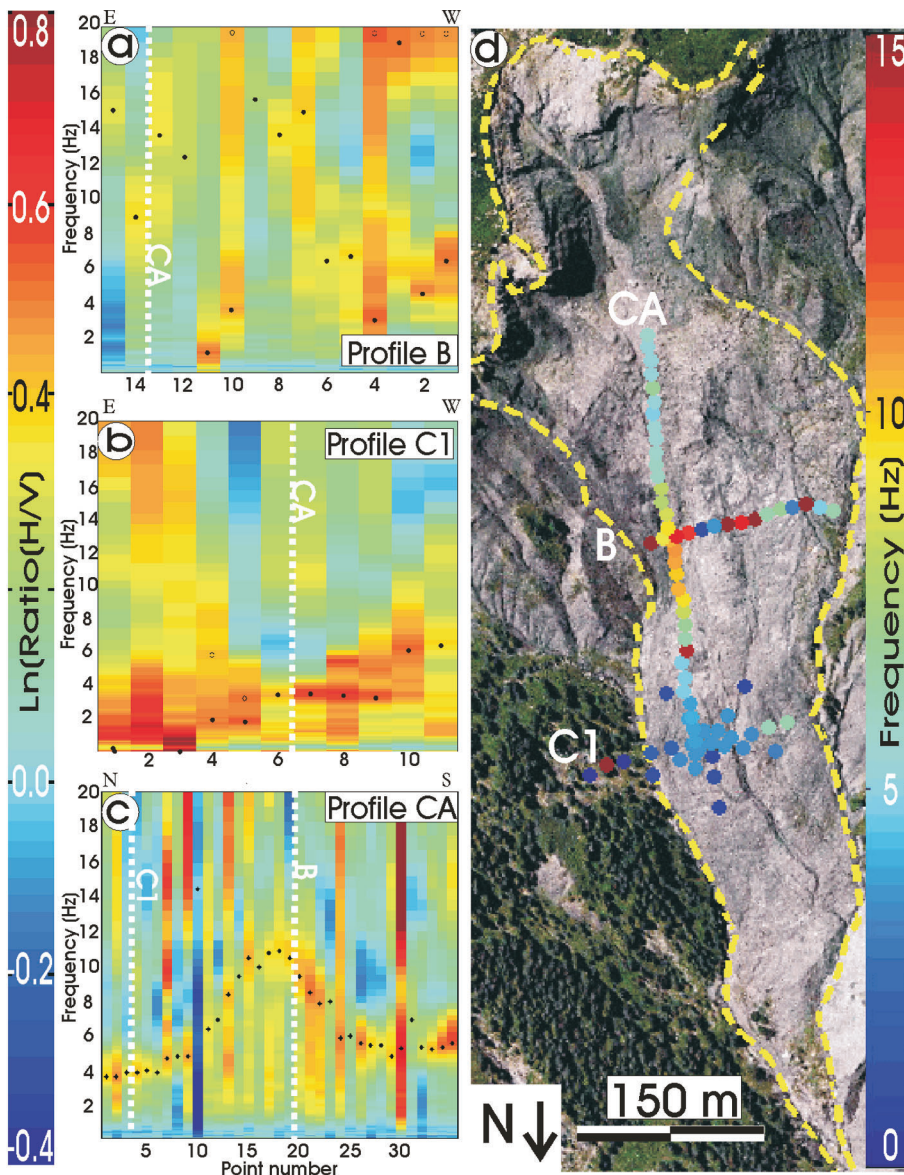 0.8
0.6
0.4
0.0
-0.2
-0.4
Ln(Ratio(H/V)
E W
a
20
18
16
14
12
10
8
6
4
2
Frequency (Hz)
CA
Profile B
14 12 10 8 6 4 2
E W
b
20
18
16
14
12
10
8
6
4
2
Frequency (Hz)
CA
Profile C1
2 4 6 8 10
N S
c
20
18
16
14
12
10
8
6
4
2
Frequency (Hz)
C1
B
Profile CA
5 10 15 20 25 30
Point number
d
CA
B
C1
N
150 m
15
10
5
0
Frequency (Hz)